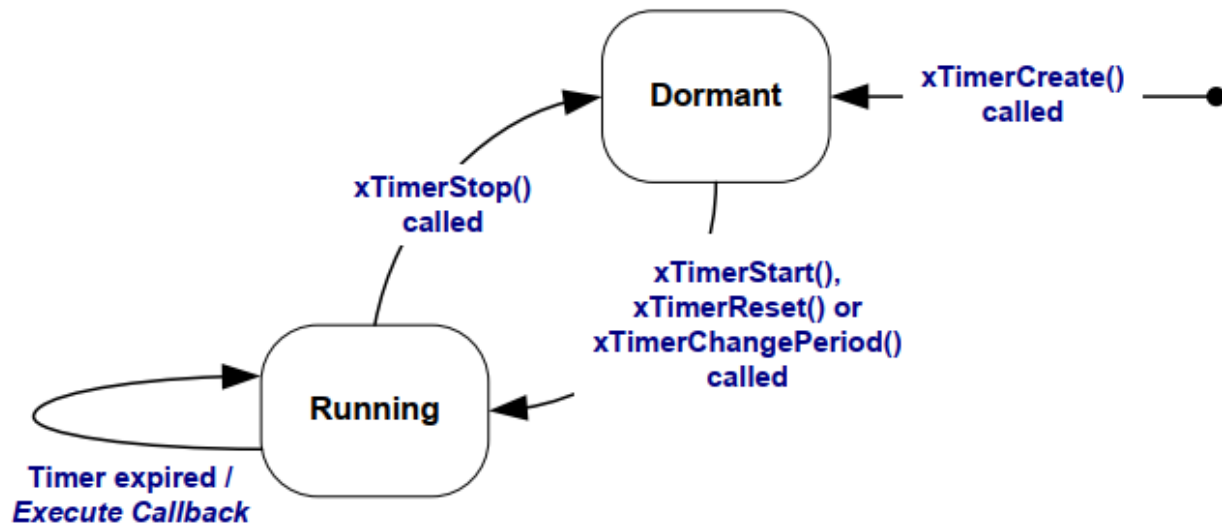 Dormant
xTimerCreate()
called
xTimerStop()
called
xTimerStart(),
xTimerReset() or
xTimerChangePeriod()
called
Running
Timer expired /
Execute Callback